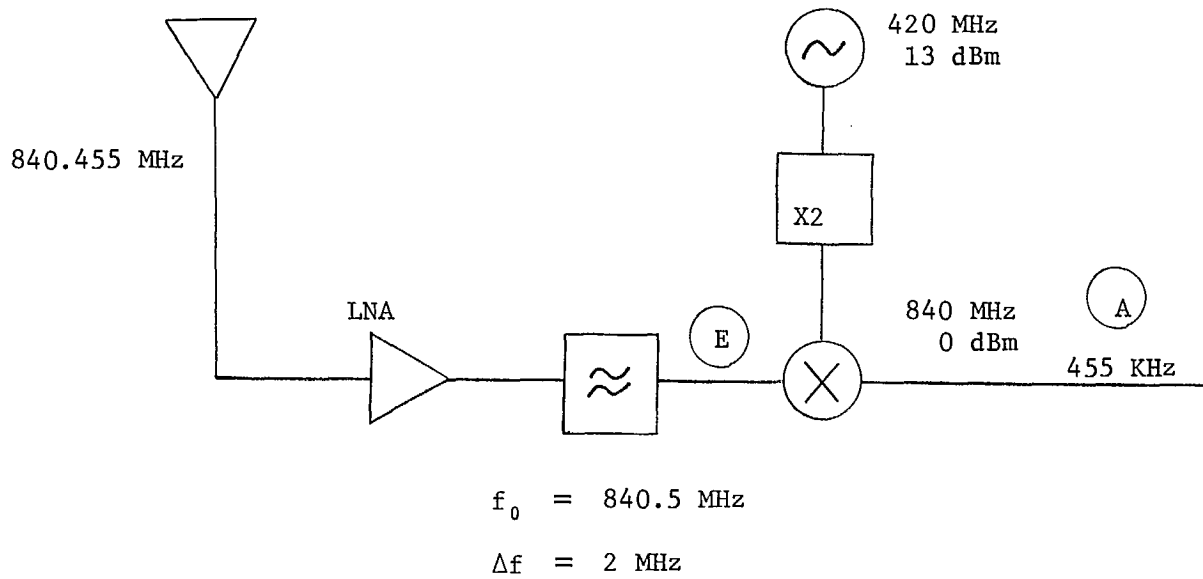 420 MHz
13 dBm
840.455 MHz
X2
LNA
E
840 MHz
0 dBm
A
455 KHz
f₀ = 840.5 MHz
Δf = 2 MHz